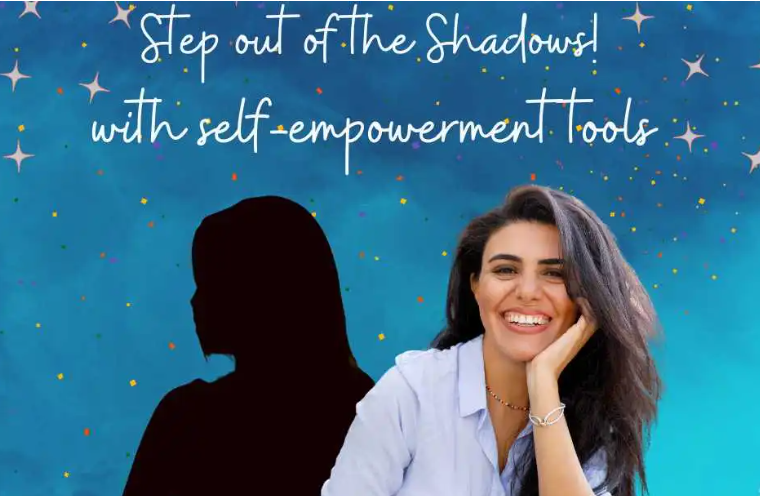 Step out of the Shadows!
with self-empowerment tools